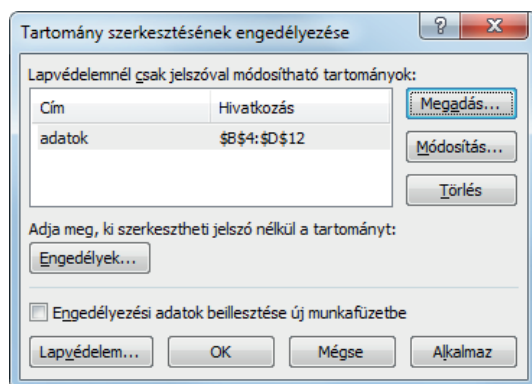 Tartomány szerkesztésének engedélyezése
Lapvédelemnél csak jelszóval módosítható tartományok:
Cím Hivatkozás
adatok $B$4:$D$12
Megadás...
Módosítás...
Törlés
Adja meg, ki szerkesztheti jelszó nélkül a tartományt:
Engedélyek...
Engedélyezési adatok beillesztése új munkafüzetbe
Lapvédelem... OK Mégse Alkalmaz